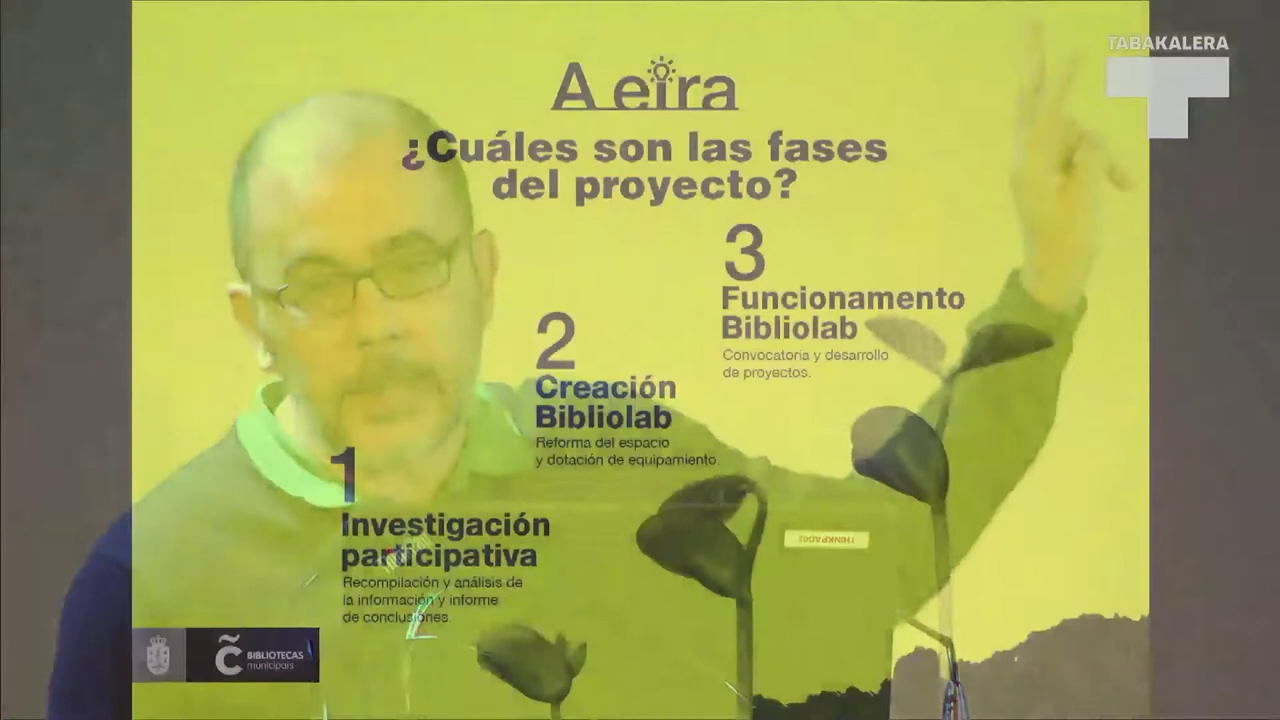 TABAKALERA
A eira
¿Cuáles son las fases
del proyecto?
3
Funcionamento
Bibliolab
Convocatoria y desarrollo
de proyectos.
2
Creación
Bibliolab
Reforma del espacio
y dotación de equipamiento.
1
Investigación
participativa
Recompilación y análisis de
la información y informe
de conclusiones.
THINKPAD02
BIBLIOTECAS
municipais